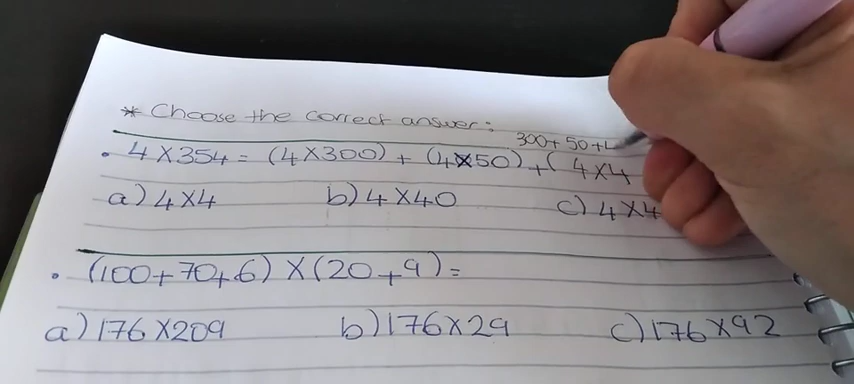 * Choose the correct answer:
300+50+4
. 4X354 = (4X300) + (4X50) + ( 4X4
a) 4X4 b) 4X40 c) 4X4
. (100+70+6) X (20+9) =
a) 176X209 b) 176X29 c) 176X92